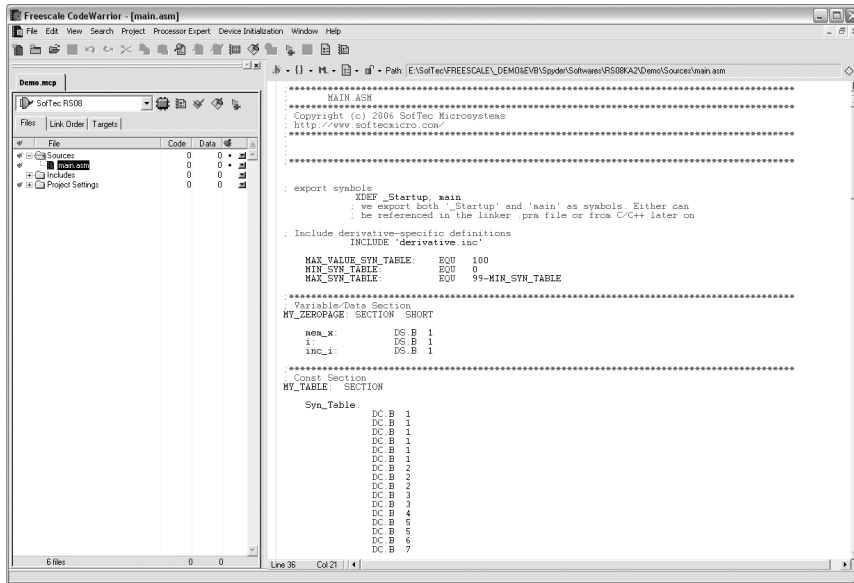 Freescale CodeWarrior - [main.asm]
File Edit View Search Project Processor Expert Device Initialization Window Help
Path: E:\SofTec\FREESCALE\_DEMO&EVB\Spyder\Softwares\RS08KA2\Demo\Sources\main.asm
Demo.mcp
SofTec RS08
Files Link Order Targets
File Code Data
Sources 0 0
main.asm 0 0
Includes 0 0
Project Settings 0 0
6 files 0 0
;*******************************************************************************
; MAIN.ASM
;*******************************************************************************
; Copyright (c) 2006 SofTec Microsystems
; http://www.softecmicro.com/
;*******************************************************************************
;
;
;*******************************************************************************
; export symbols
XDEF _Startup, main
; we export both '_Startup' and 'main' as symbols. Either can
; be referenced in the linker .prm file or from C/C++ later on
; Include derivative-specific definitions
INCLUDE 'derivative.inc'
MAX_VALUE_SYN_TABLE: EQU 100
MIN_SYN_TABLE: EQU 0
MAX_SYN_TABLE: EQU 99-MIN_SYN_TABLE
;*******************************************************************************
; Variable/Data Section
MY_ZEROPAGE: SECTION SHORT
mem_x: DS.B 1
i: DS.B 1
inc_i: DS.B 1
;*******************************************************************************
; Const Section
MY_TABLE: SECTION
Syn_Table:
DC.B 1
DC.B 1
DC.B 1
DC.B 1
DC.B 1
DC.B 1
DC.B 2
DC.B 2
DC.B 2
DC.B 3
DC.B 3
DC.B 4
DC.B 5
DC.B 5
DC.B 6
DC.B 7
Line 36 Col 21